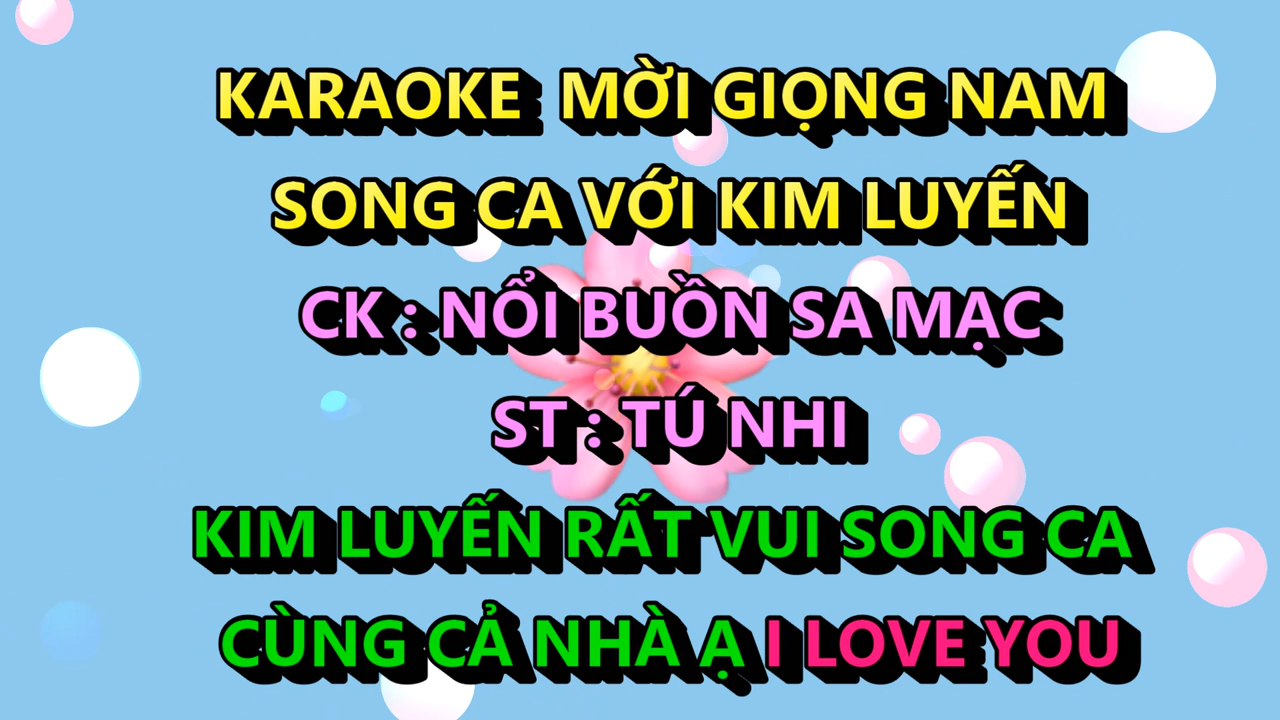 KARAOKE MỜI GIỌNG NAM
SONG CA VỚI KIM LUYẾN
CK : NỔI BUỒN SA MẠC
ST : TÚ NHI
KIM LUYẾN RẤT VUI SONG CA
CÙNG CẢ NHÀ Ạ I LOVE YOU